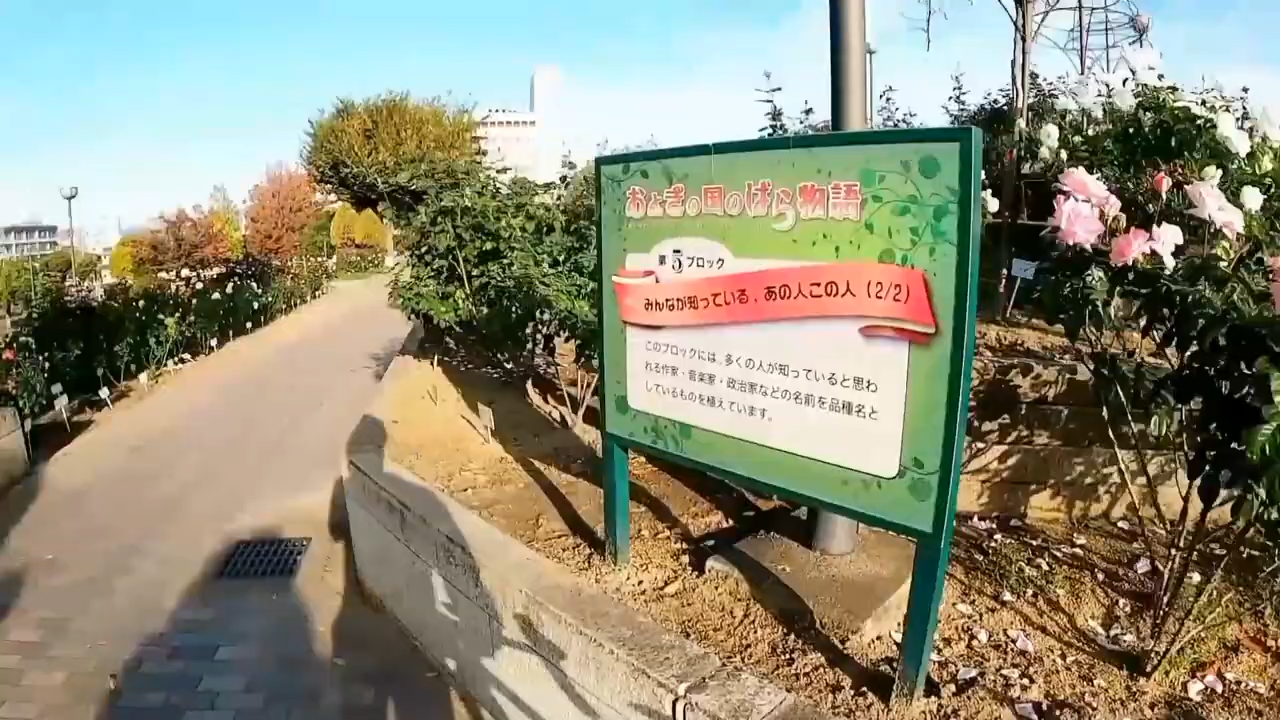 おとぎの国のばら物語
第5ブロック
みんなが知っている、あの人この人（2/2）
このブロックには、多くの人が知っていると思わ
れる作家・音楽家・政治家などの名前を品種名と
しているものを植えています。